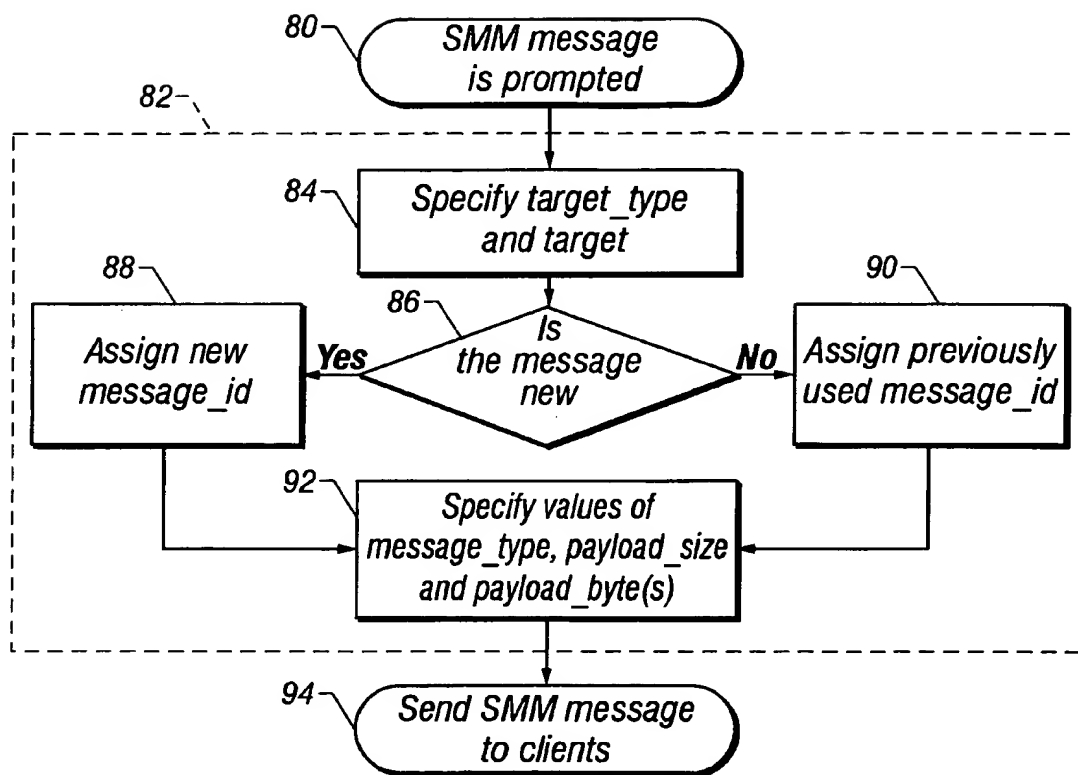 80
SMM message
is prompted
82
84
Specify target_type
and target
88
86
90
Assign new
message_id
Yes
Is
the message
new
No
Assign previously
used message_id
92
Specify values of
message_type, payload_size
and payload_byte(s)
94
Send SMM message
to clients